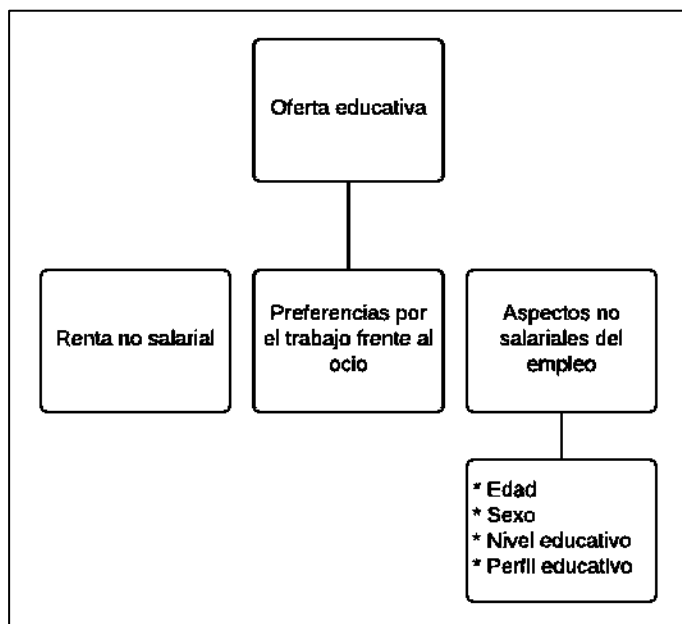 Oferta educativa
Renta no salarial
Preferencias por
el trabajo frente al
ocio
Aspectos no
salariales del
empleo
* Edad
* Sexo
* Nivel educativo
* Perfil educativo